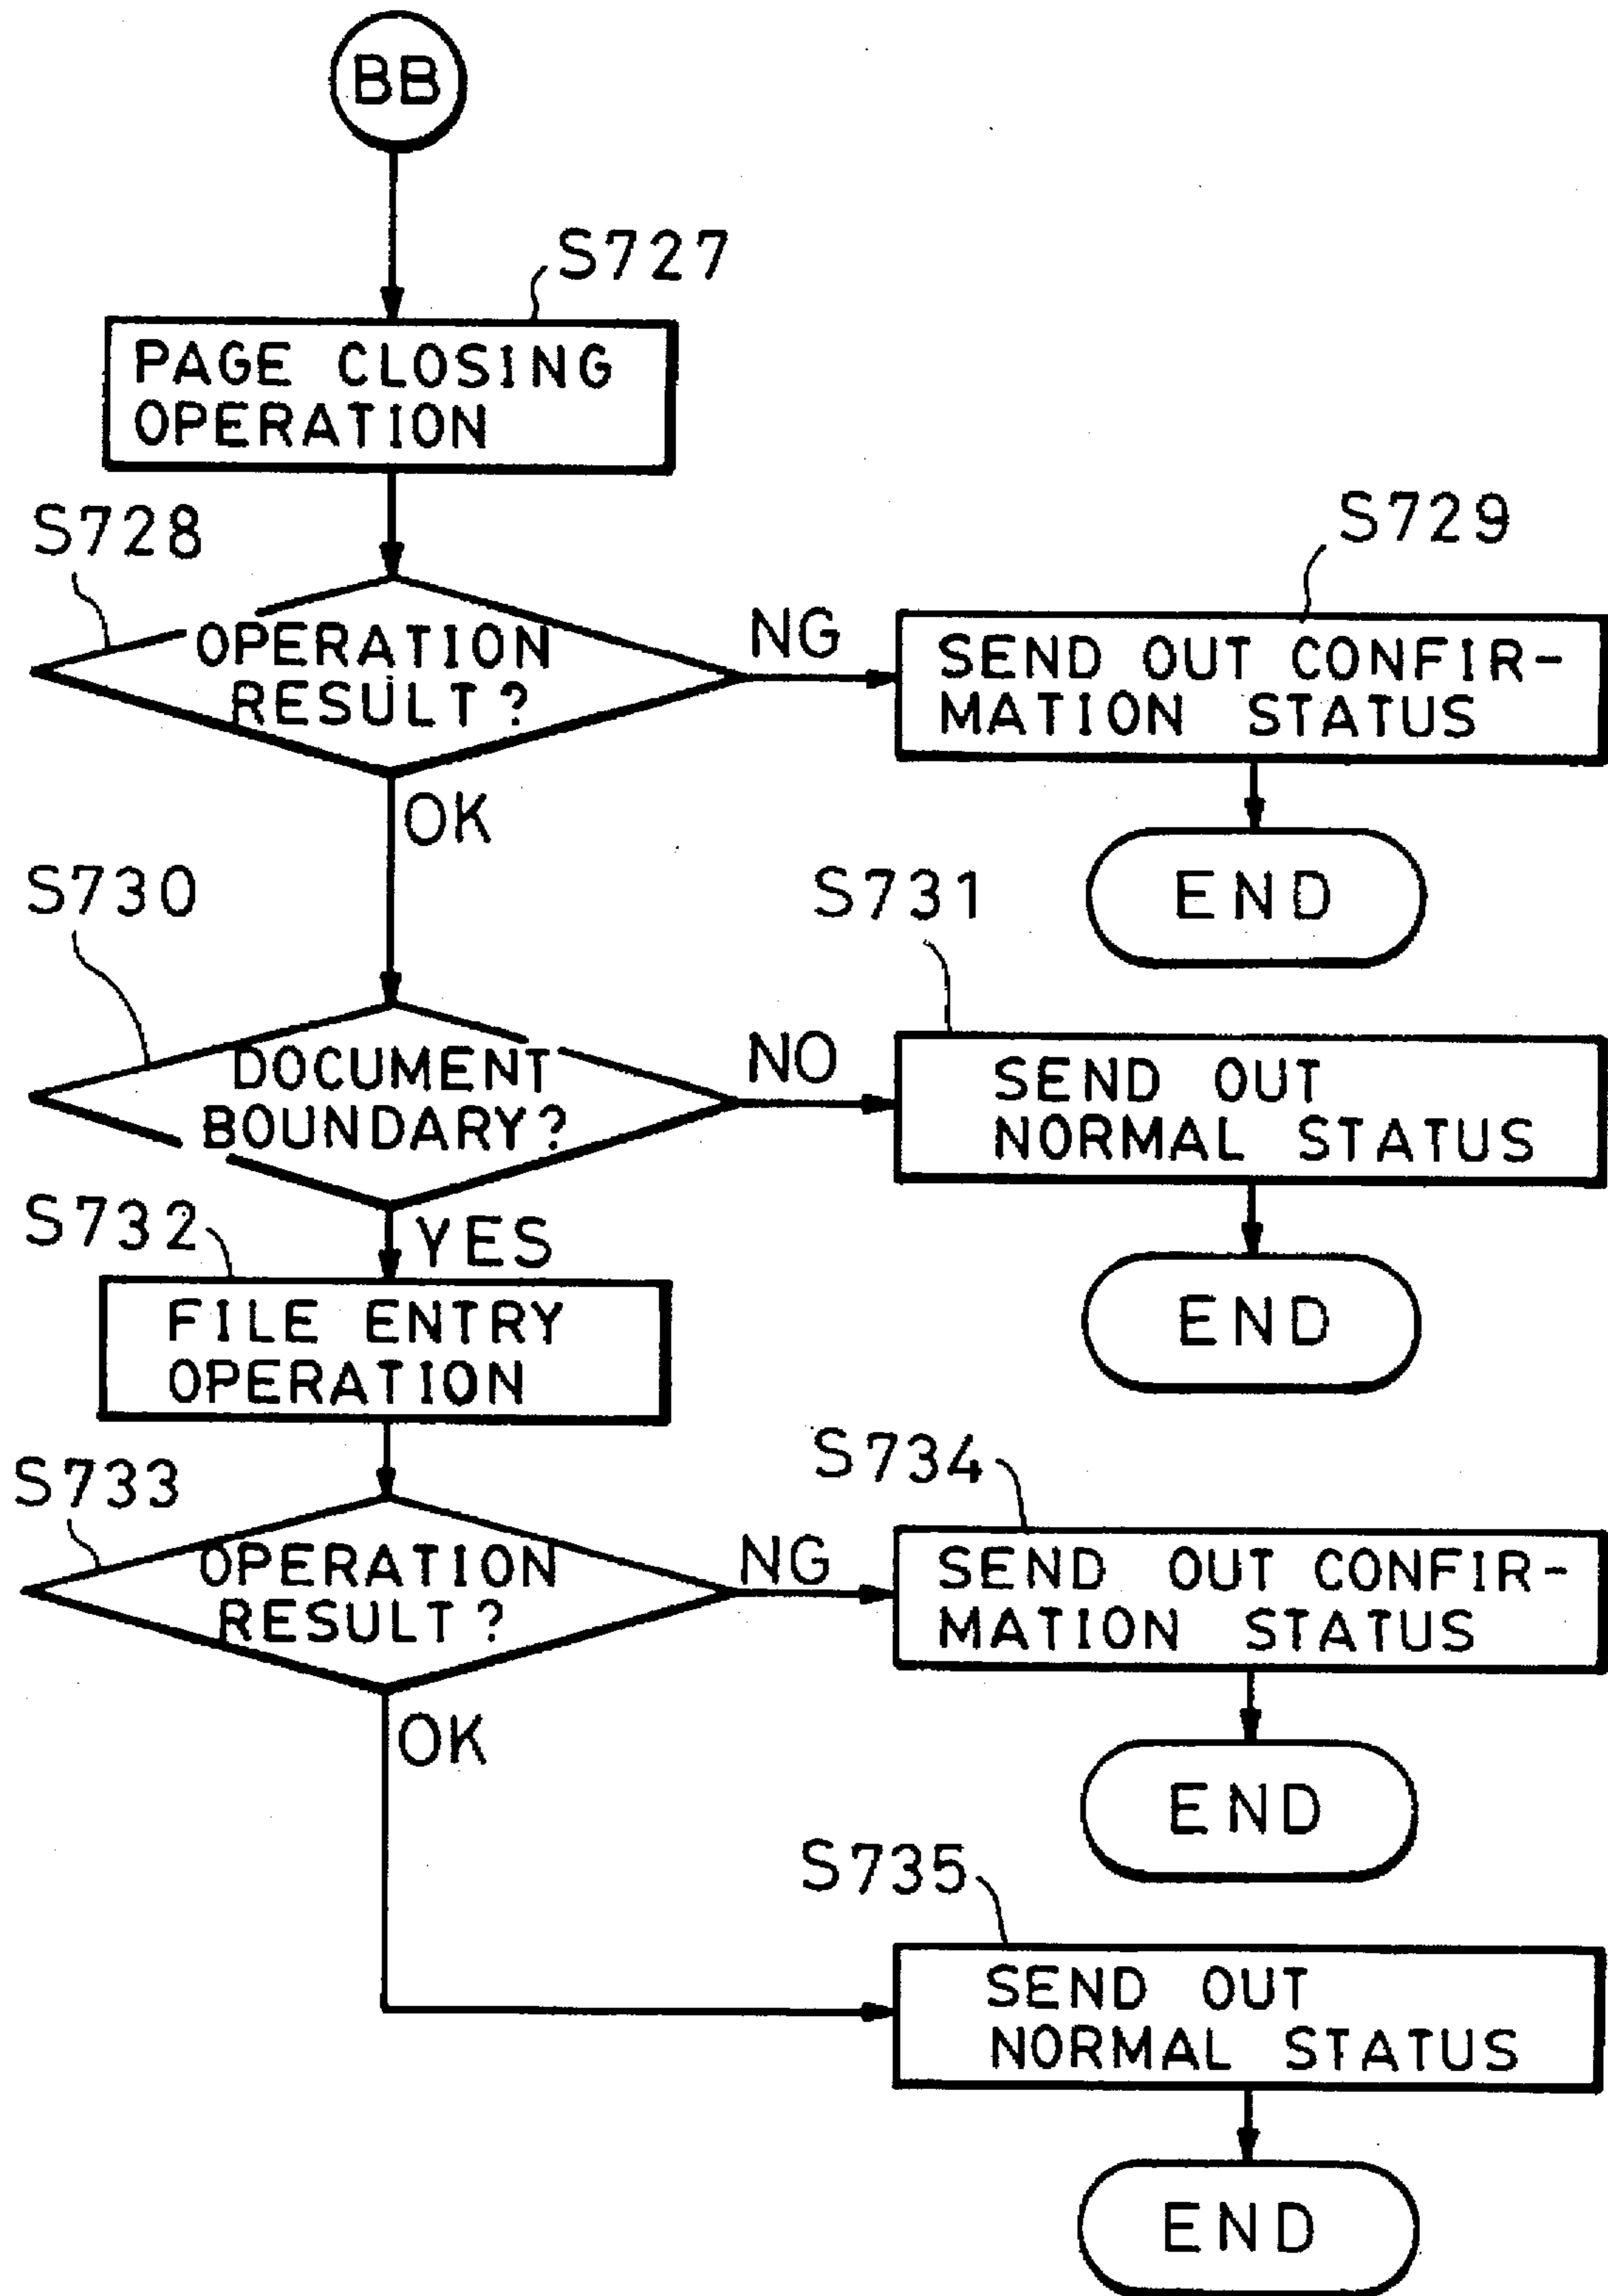 BB
S727
PAGE CLOSING
OPERATION
S728
OPERATION
RESULT?
NG
S729
SEND OUT CONFIR-
MATION STATUS
END
OK
S730
DOCUMENT
BOUNDARY?
NO
S731
SEND OUT
NORMAL STATUS
END
YES
S732
FILE ENTRY
OPERATION
S733
OPERATION
RESULT?
NG
S734
SEND OUT CONFIR-
MATION STATUS
END
OK
S735
SEND OUT
NORMAL STATUS
END